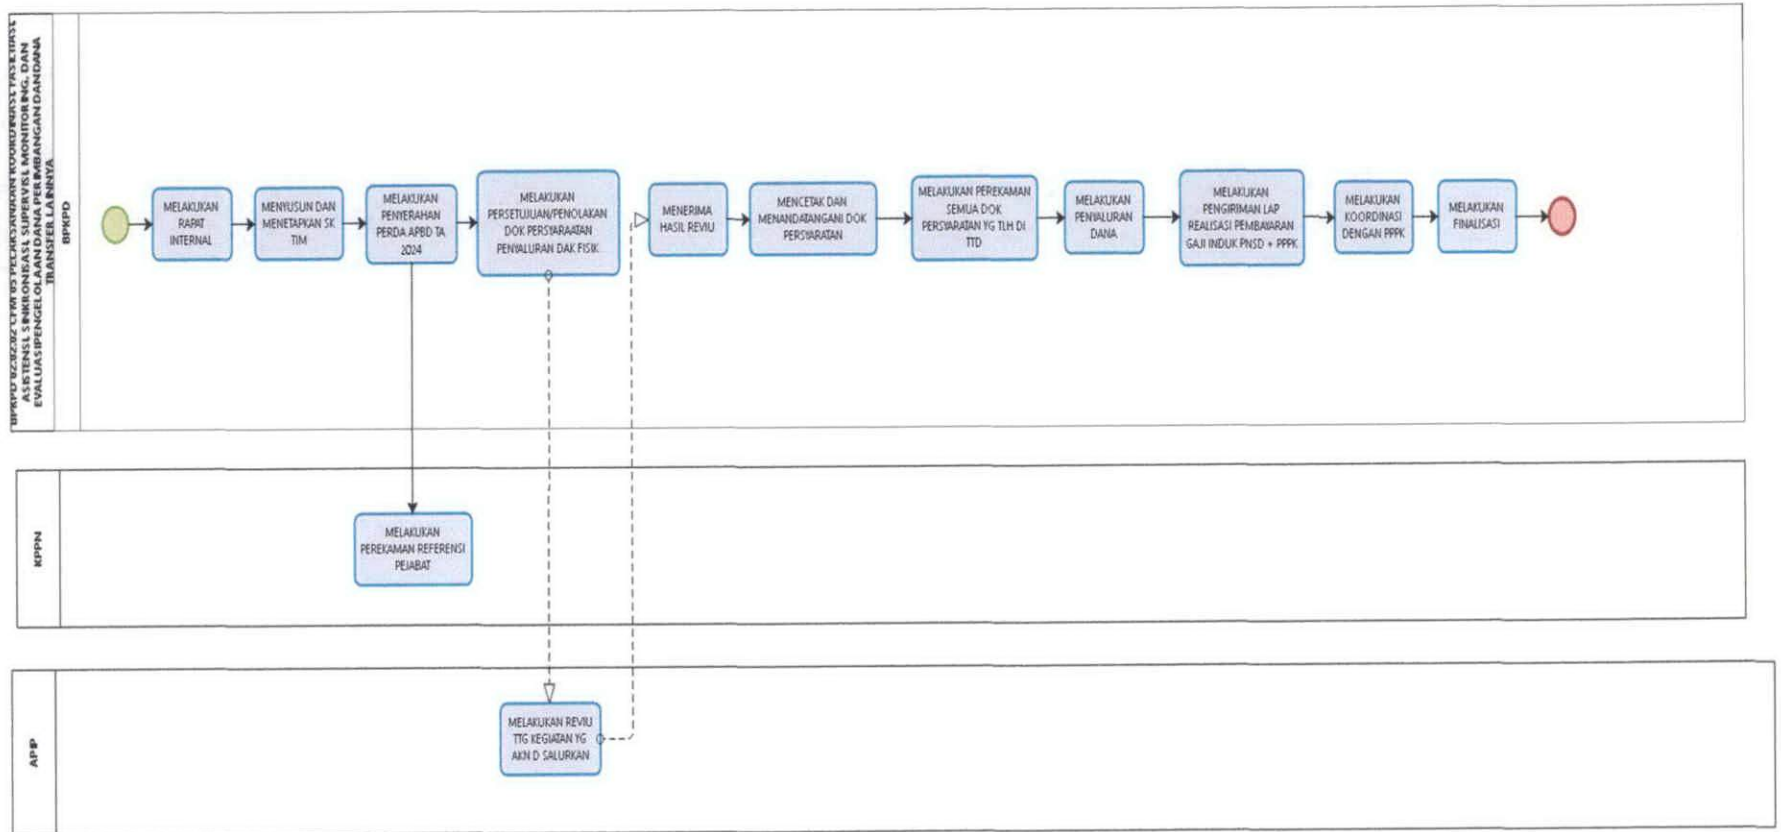 ASISTENSI, SINKRONISASI, SUPERVISI, MONITORING, DAN
EVALUASI PENGELOLAAN DANA PERIMBANGAN DAN DANA
TRANSFER LAINNYA
BPKPD
MELAKUKAN
RAPAT
INTERNAL
MENYUSUN DAN
MENETAPKAN SK
TIM
MELAKUKAN
PENYERAHAN
PERDA APBD TA
2024
MELAKUKAN
PERSETUJUAN/PENOLAKAN
DOK PERSYARAATAN
PENYALURAN DAK FISIK
MENERIMA
HASIL REVIU
MENCETAK DAN
MENANDATANGANI DOK
PERSYARATAN
MELAKUKAN PEREKAMAN
SEMUA DOK
PERSYARATAN YG TLH DI
TTD
MELAKUKAN
PENYALURAN
DANA
MELAKUKAN
PENGIRIMAN LAP
REALISASI PEMBAYARAN
GAJI INDUK PNSD + PPPK
MELAKUKAN
KOORDINASI
DENGAN PPPK
MELAKUKAN
FINALISASI
KPPN
MELAKUKAN
PEREKAMAN REFERENSI
PEJABAT
APIP
MELAKUKAN REVIU
TTG KEGIATAN YG
AKN D SALURKAN